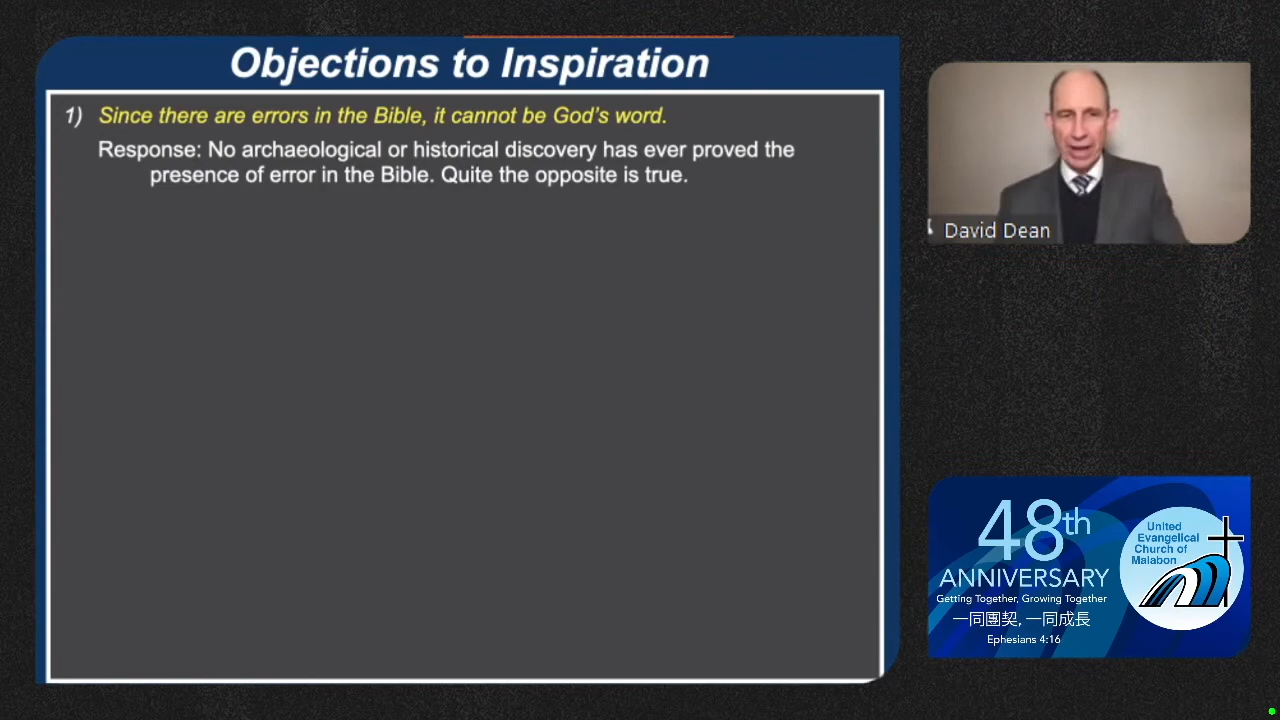 Objections to Inspiration
1) Since there are errors in the Bible, it cannot be God's word.
Response: No archaeological or historical discovery has ever proved the
presence of error in the Bible. Quite the opposite is true.
David Dean
48th
ANNIVERSARY
Getting Together, Growing Together
一同團契, 一同成長
Ephesians 4:16
United
Evangelical
Church of
Malabon